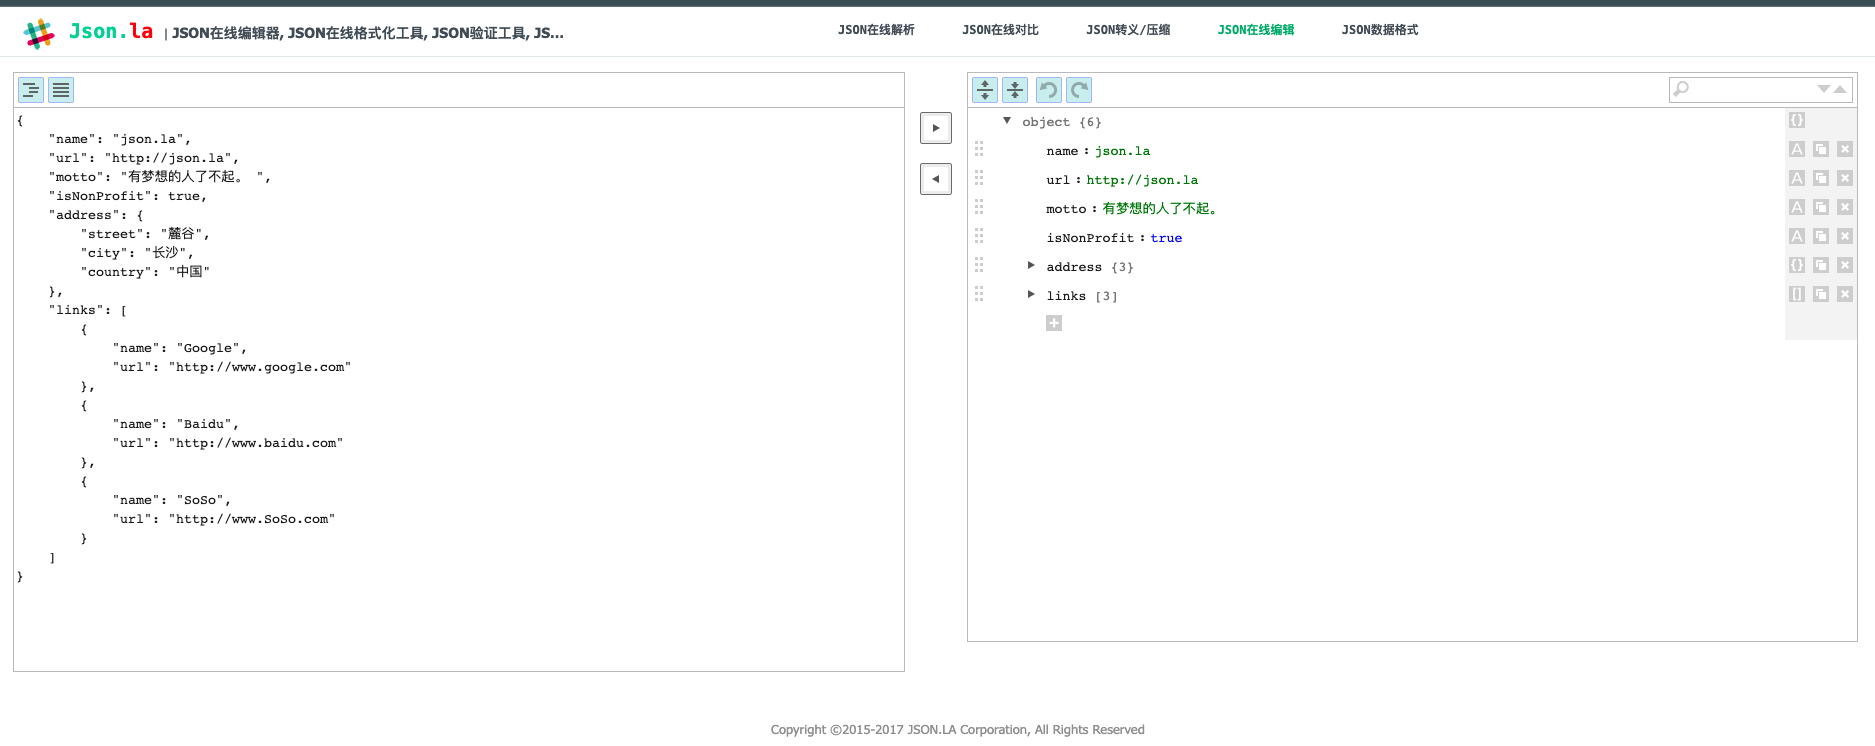 Json.la | JSON在线编辑器, JSON在线格式化工具, JSON验证工具, JS...
JSON在线解析 JSON在线对比 JSON转义/压缩 JSON在线编辑 JSON数据格式
{
    "name": "json.la",
    "url": "http://json.la",
    "motto": "有梦想的人了不起。 ",
    "isNonProfit": true,
    "address": {
        "street": "麓谷",
        "city": "长沙",
        "country": "中国"
    },
    "links": [
        {
            "name": "Google",
            "url": "http://www.google.com"
        },
        {
            "name": "Baidu",
            "url": "http://www.baidu.com"
        },
        {
            "name": "SoSo",
            "url": "http://www.SoSo.com"
        }
    ]
}
object {6}
name : json.la
url : http://json.la
motto : 有梦想的人了不起。
isNonProfit : true
address {3}
links [3]
Copyright ©2015-2017 JSON.LA Corporation, All Rights Reserved